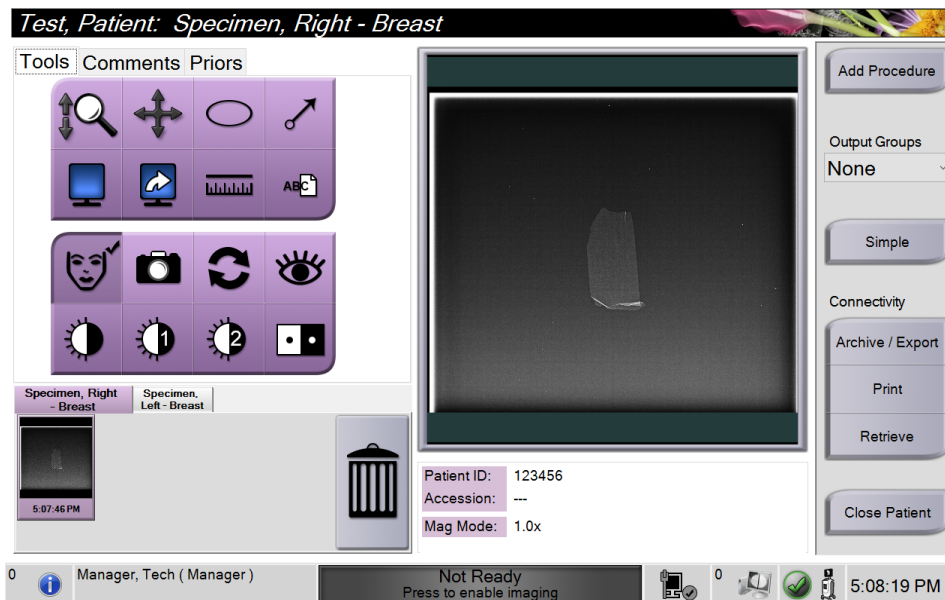 Test, Patient: Specimen, Right - Breast
Tools Comments Priors
ABC
1
2
Specimen, Right
- Breast
Specimen,
Left - Breast
5:07:46 PM
Patient ID: 123456
Accession: ---
Mag Mode: 1.0x
Add Procedure
Output Groups
None
Simple
Connectivity
Archive / Export
Print
Retrieve
Close Patient
0
Manager, Tech ( Manager )
Not Ready
Press to enable imaging
0
5:08:19 PM